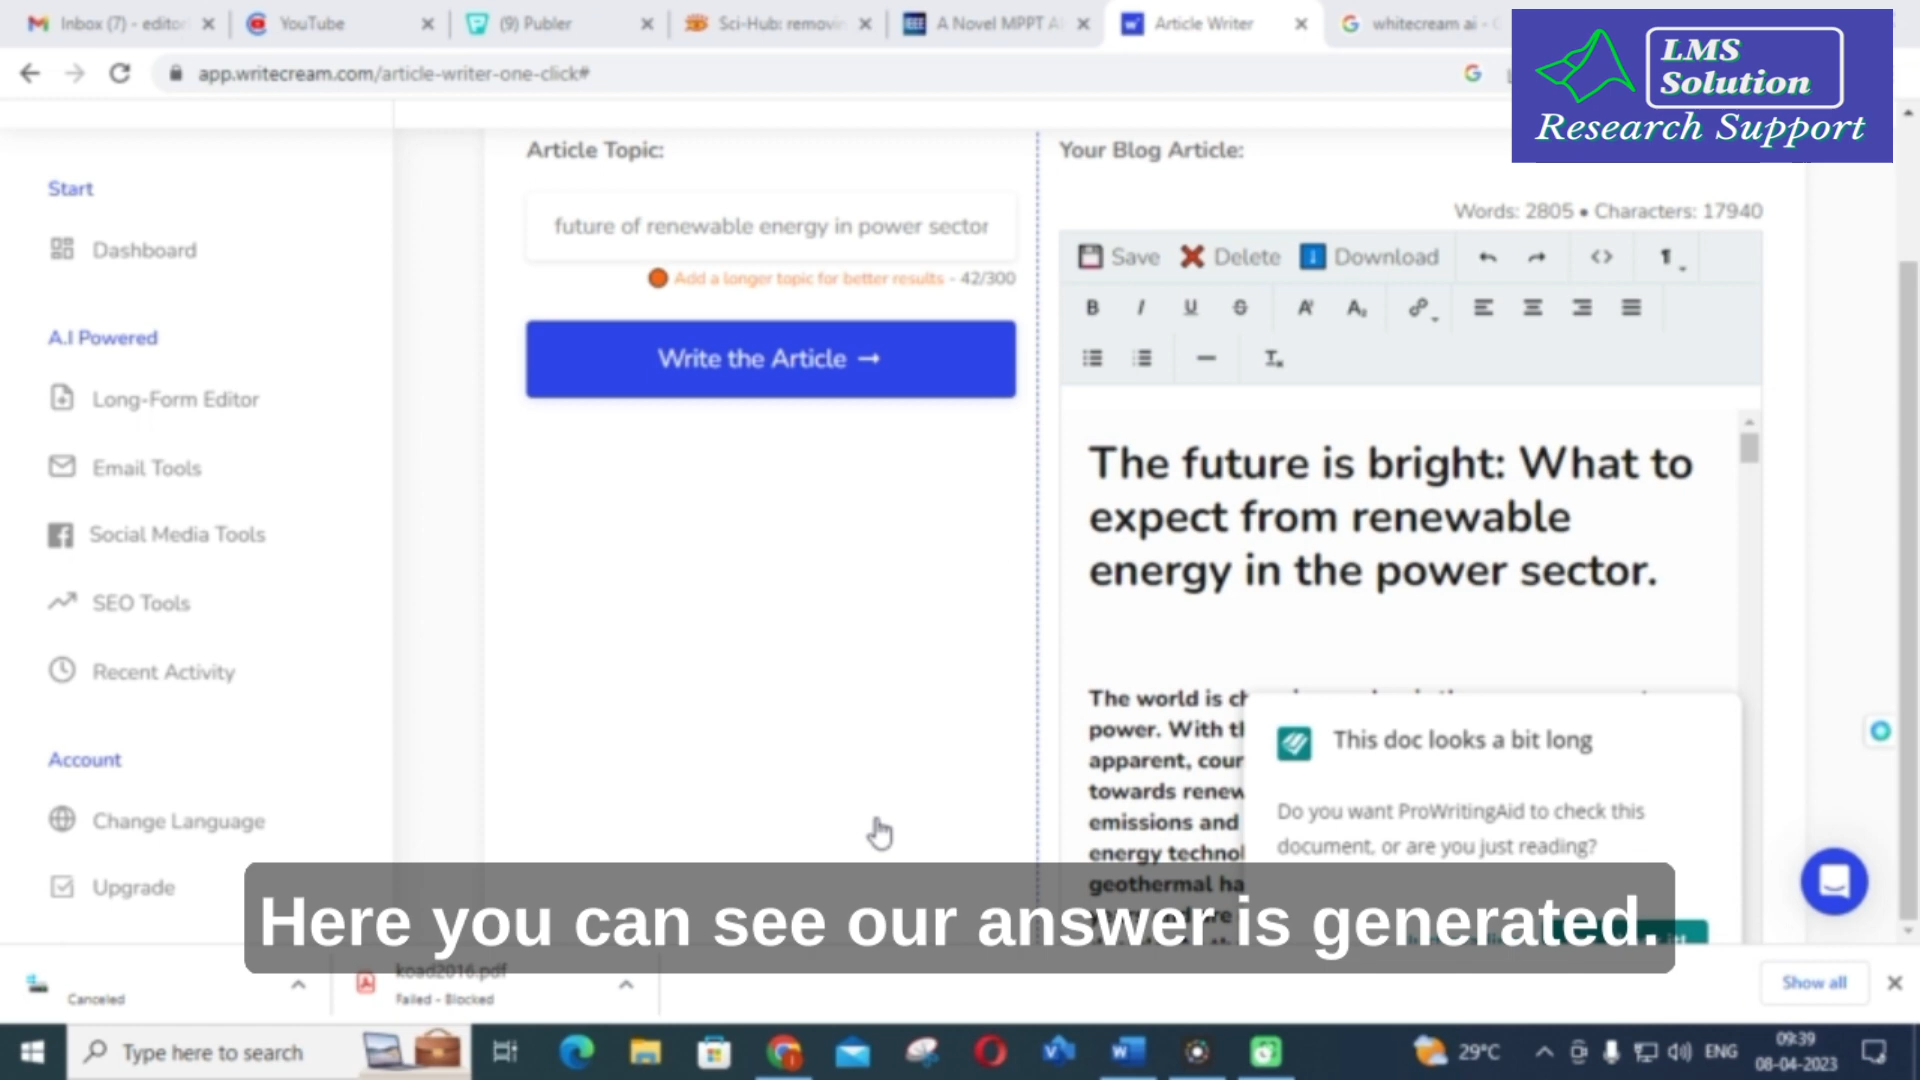 Inbox (7) - editor
YouTube
(9) Publer
Sci-Hub: removin
A Novel MPPT Al
Article Writer
whitecream ai - G
app.writecream.com/article-writer-one-click#
LMS
Solution
Research Support
Article Topic:
Your Blog Article:
Start
future of renewable energy in power sector
Words: 2805 • Characters: 17940
Dashboard
Save
Delete
Download
Add a longer topic for better results - 42/300
A.I Powered
Write the Article →
Long-Form Editor
Email Tools
The future is bright: What to
expect from renewable
energy in the power sector.
Social Media Tools
SEO Tools
Recent Activity
The world is ch
power. With th
apparent, cour
towards renew
emissions and
energy technol
geothermal ha
This doc looks a bit long
Do you want ProWritingAid to check this
document, or are you just reading?
Account
Change Language
Upgrade
Here you can see our answer is generated.
Canceled
koad2016.pdf
Failed - Blocked
Show all
Type here to search
29°C
ENG
09:39
08-04-2023